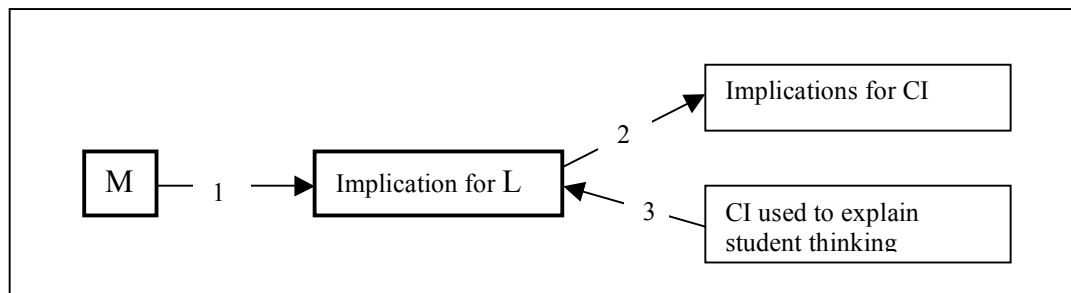 M
1
Implication for L
2
Implications for CI
3
CI used to explain
student thinking